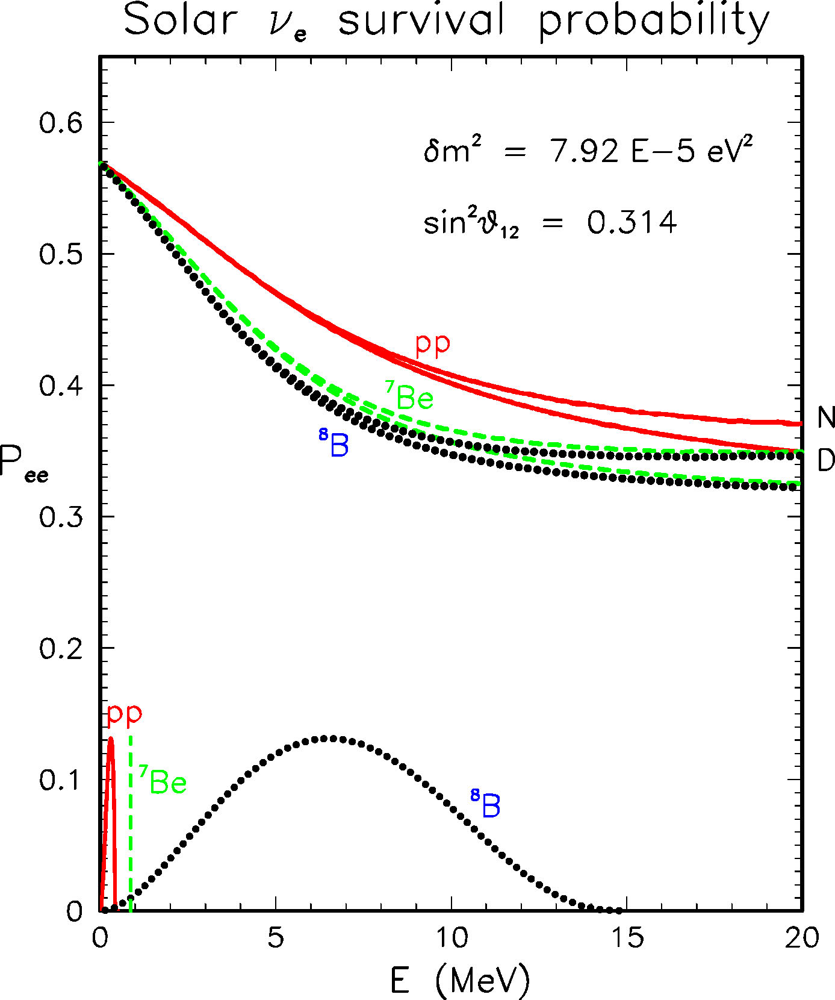 Solar νₑ survival probability
0.6
δm² = 7.92 E−5 eV²
sin²ϑ₁₂ = 0.314
0.5
pp
0.4
⁷Be
N
⁸B
D
Pₑₑ
0.3
0.2
pp
0.1
⁷Be
⁸B
0
0 5 10 15 20
E (MeV)